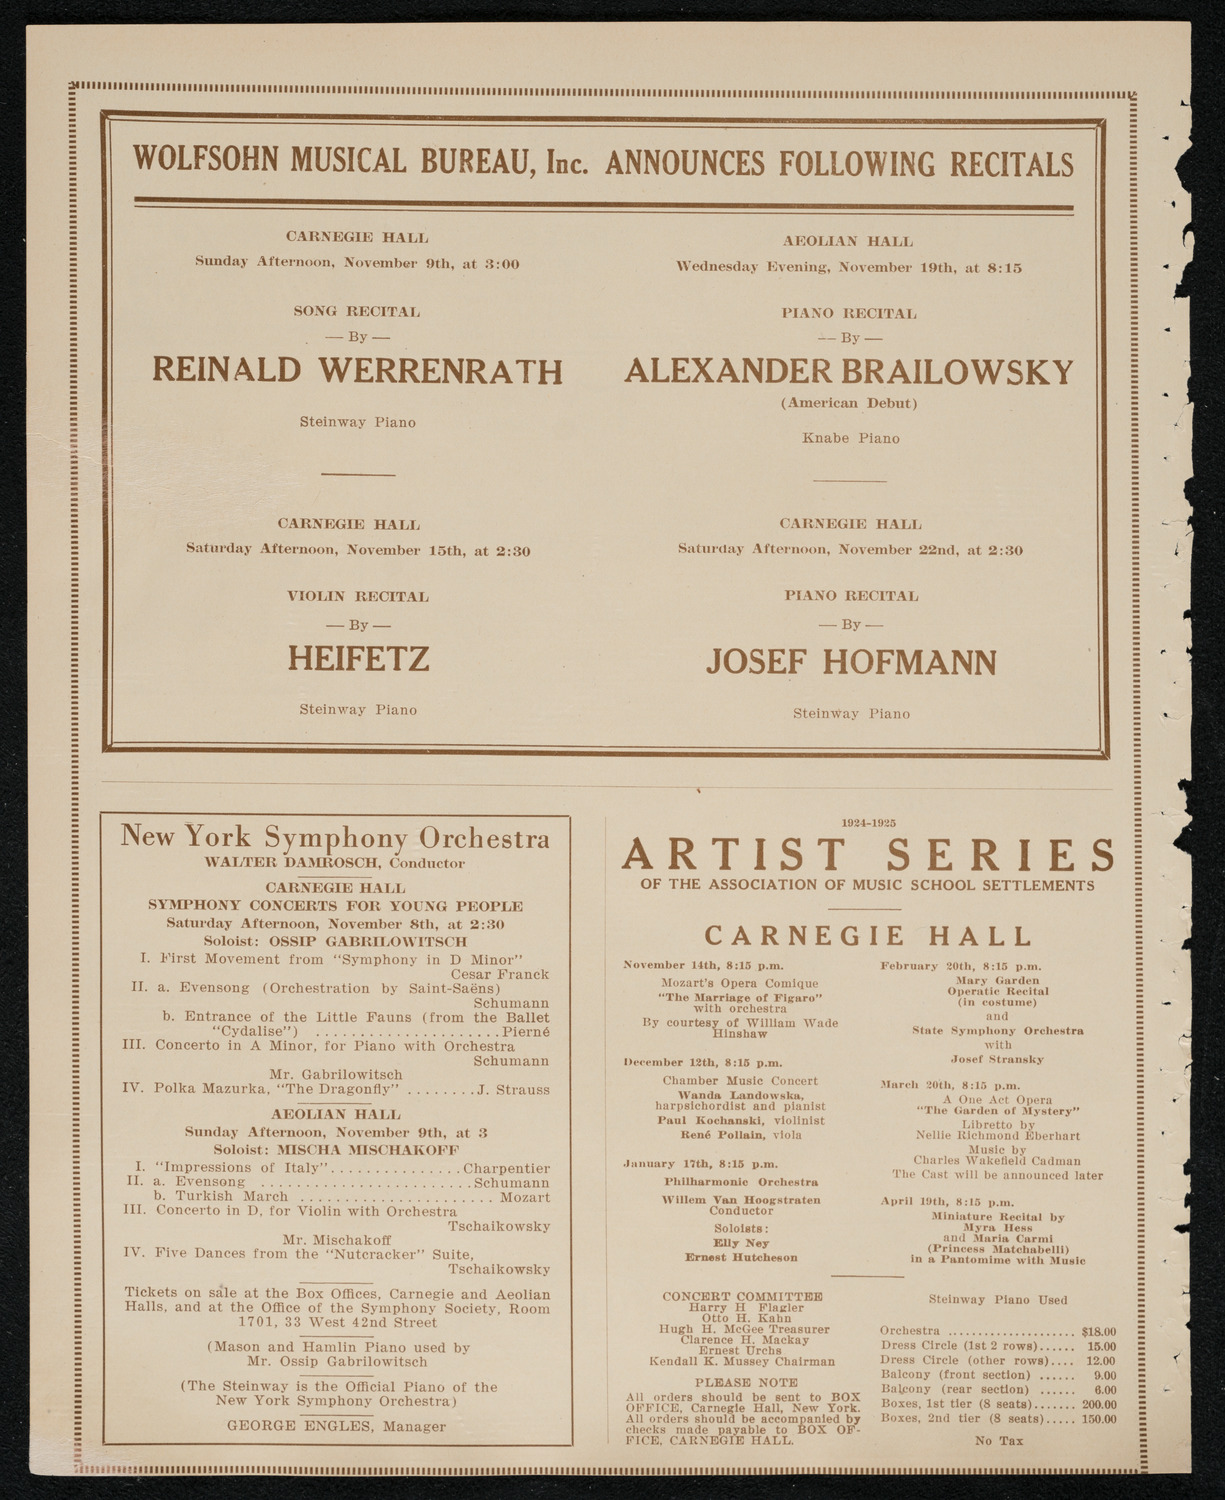 WOLFSOHN MUSICAL BUREAU, Inc. ANNOUNCES FOLLOWING RECITALS
CARNEGIE HALL
Sunday Afternoon, November 9th, at 3:00
SONG RECITAL
— By —
REINALD WERRENRATH
Steinway Piano
CARNEGIE HALL
Saturday Afternoon, November 15th, at 2:30
VIOLIN RECITAL
— By —
HEIFETZ
Steinway Piano
AEOLIAN HALL
Wednesday Evening, November 19th, at 8:15
PIANO RECITAL
— By —
ALEXANDER BRAILOWSKY
(American Debut)
Knabe Piano
CARNEGIE HALL
Saturday Afternoon, November 22nd, at 2:30
PIANO RECITAL
— By —
JOSEF HOFMANN
Steinway Piano
New York Symphony Orchestra
WALTER DAMROSCH, Conductor
CARNEGIE HALL
SYMPHONY CONCERTS FOR YOUNG PEOPLE
Saturday Afternoon, November 8th, at 2:30
Soloist: OSSIP GABRILOWITSCH
I. First Movement from "Symphony in D Minor"
Cesar Franck
II. a. Evensong (Orchestration by Saint-Saëns)
Schumann
b. Entrance of the Little Fauns (from the Ballet
"Cydalise") .....................Pierné
III. Concerto in A Minor, for Piano with Orchestra
Schumann
Mr. Gabrilowitsch
IV. Polka Mazurka, "The Dragonfly" ........J. Strauss
AEOLIAN HALL
Sunday Afternoon, November 9th, at 3
Soloist: MISCHA MISCHAKOFF
I. "Impressions of Italy"...............Charpentier
II. a. Evensong ........................Schumann
b. Turkish March ...................... Mozart
III. Concerto in D, for Violin with Orchestra
Tschaikowsky
Mr. Mischakoff
IV. Five Dances from the "Nutcracker" Suite,
Tschaikowsky
Tickets on sale at the Box Offices, Carnegie and Aeolian
Halls, and at the Office of the Symphony Society, Room
1701, 33 West 42nd Street
(Mason and Hamlin Piano used by
Mr. Ossip Gabrilowitsch
(The Steinway is the Official Piano of the
New York Symphony Orchestra)
GEORGE ENGLES, Manager
1924-1925
ARTIST SERIES
OF THE ASSOCIATION OF MUSIC SCHOOL SETTLEMENTS
CARNEGIE HALL
November 14th, 8:15 p.m.
Mozart's Opera Comique
"The Marriage of Figaro"
with orchestra
By courtesy of William Wade
Hinshaw
December 12th, 8:15 p.m.
Chamber Music Concert
Wanda Landowska,
harpsichordist and pianist
Paul Kochanski, violinist
René Pollain, viola
January 17th, 8:15 p.m.
Philharmonic Orchestra
Willem Van Hoogstraten
Conductor
Soloists:
Elly Ney
Ernest Hutcheson
February 20th, 8:15 p.m.
Mary Garden
Operatic Recital
(in costume)
and
State Symphony Orchestra
with
Josef Stransky
March 20th, 8:15 p.m.
A One Act Opera
"The Garden of Mystery"
Libretto by
Nellie Richmond Eberhart
Music by
Charles Wakefield Cadman
The Cast will be announced later
April 19th, 8:15 p.m.
Miniature Recital by
Myra Hess
and Maria Carmi
(Princess Matchabelli)
in a Pantomime with Music
CONCERT COMMITTEE
Harry H Flagler
Otto H. Kahn
Hugh H. McGee Treasurer
Clarence H. Mackay
Ernest Urchs
Kendall K. Mussey Chairman
PLEASE NOTE
All orders should be sent to BOX
OFFICE, Carnegie Hall, New York.
All orders should be accompanied by
checks made payable to BOX OF-
FICE, CARNEGIE HALL.
Steinway Piano Used
Orchestra ..................... $18.00
Dress Circle (1st 2 rows)...... 15.00
Dress Circle (other rows).... 12.00
Balcony (front section) ...... 9.00
Balcony (rear section) ...... 6.00
Boxes, 1st tier (8 seats)....... 200.00
Boxes, 2nd tier (8 seats)..... 150.00
No Tax